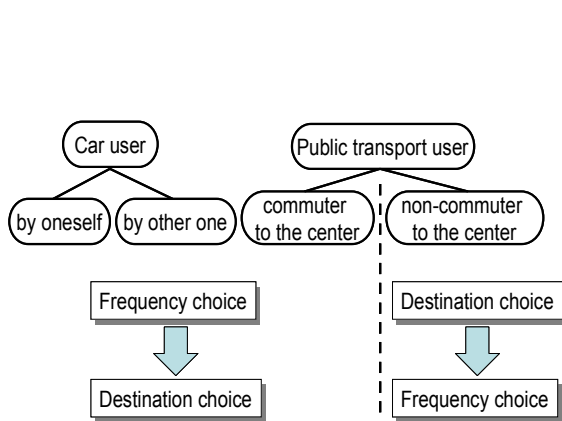 Car user
Public transport user
by oneself
by other one
commuter
to the center
non-commuter
to the center
Frequency choice
Destination choice
Destination choice
Frequency choice